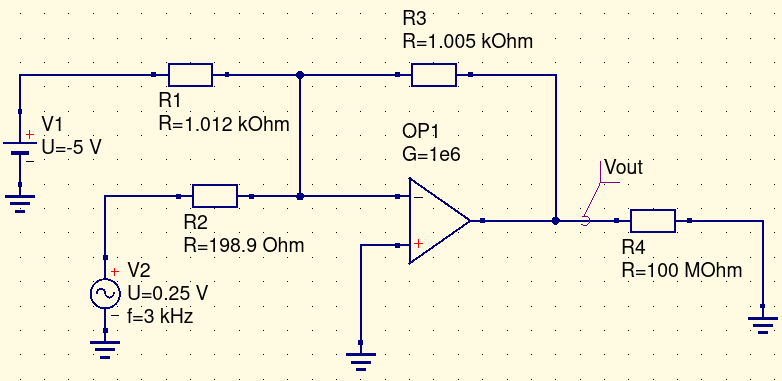 R3
R=1.005 kOhm
R1
R=1.012 kOhm
V1
U=-5 V
+
−
OP1
G=1e6
−
+
Vout
R2
R=198.9 Ohm
R4
R=100 MOhm
+
−
V2
U=0.25 V
f=3 kHz